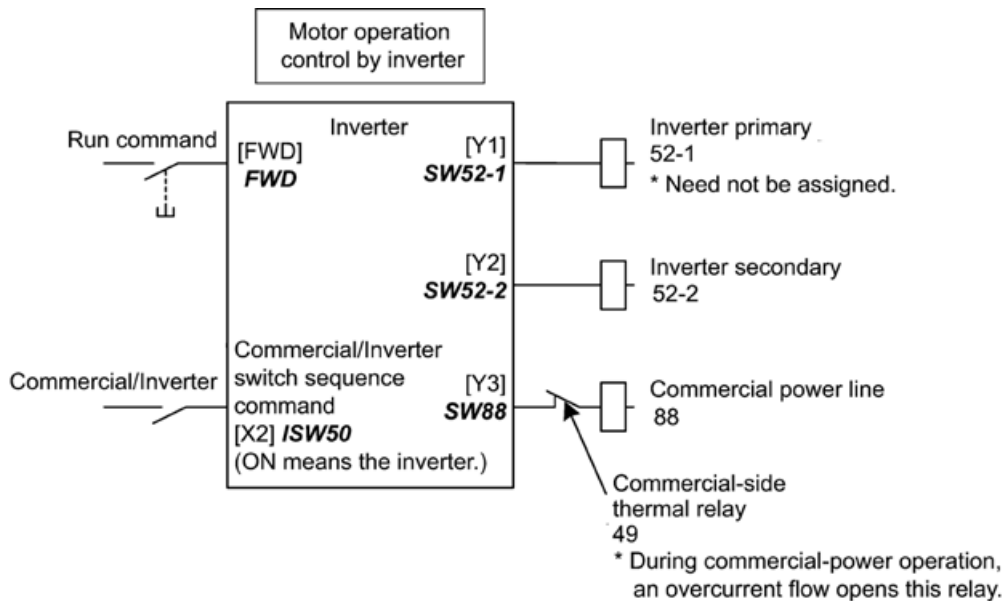 Motor operation
control by inverter
Run command
[FWD]
FWD
Inverter
[Y1]
SW52-1
Inverter primary
52-1
* Need not be assigned.
[Y2]
SW52-2
Inverter secondary
52-2
Commercial/Inverter
Commercial/Inverter
switch sequence
command
[X2] ISW50
(ON means the inverter.)
[Y3]
SW88
Commercial power line
88
Commercial-side
thermal relay
49
* During commercial-power operation,
an overcurrent flow opens this relay.